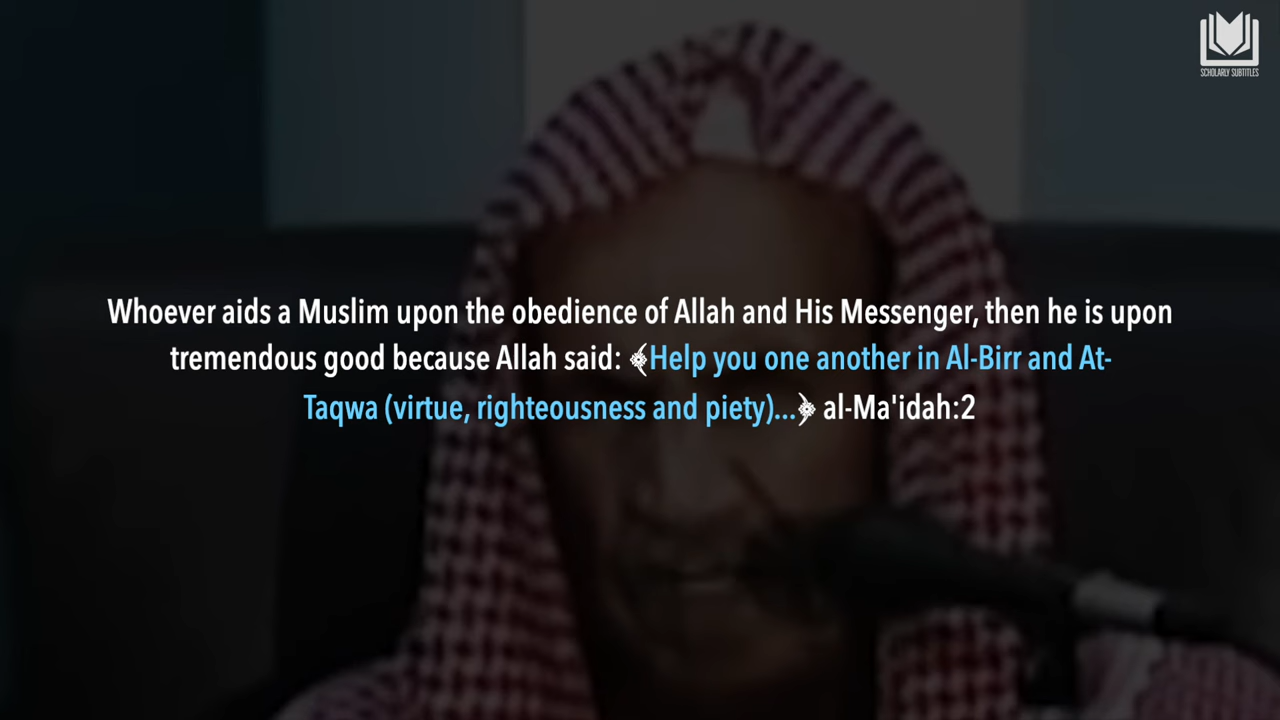 SCHOLARLY SUBTITLES
Whoever aids a Muslim upon the obedience of Allah and His Messenger, then he is upon
tremendous good because Allah said: ﴾Help you one another in Al-Birr and At-
Taqwa (virtue, righteousness and piety)...﴿ al-Ma'idah:2